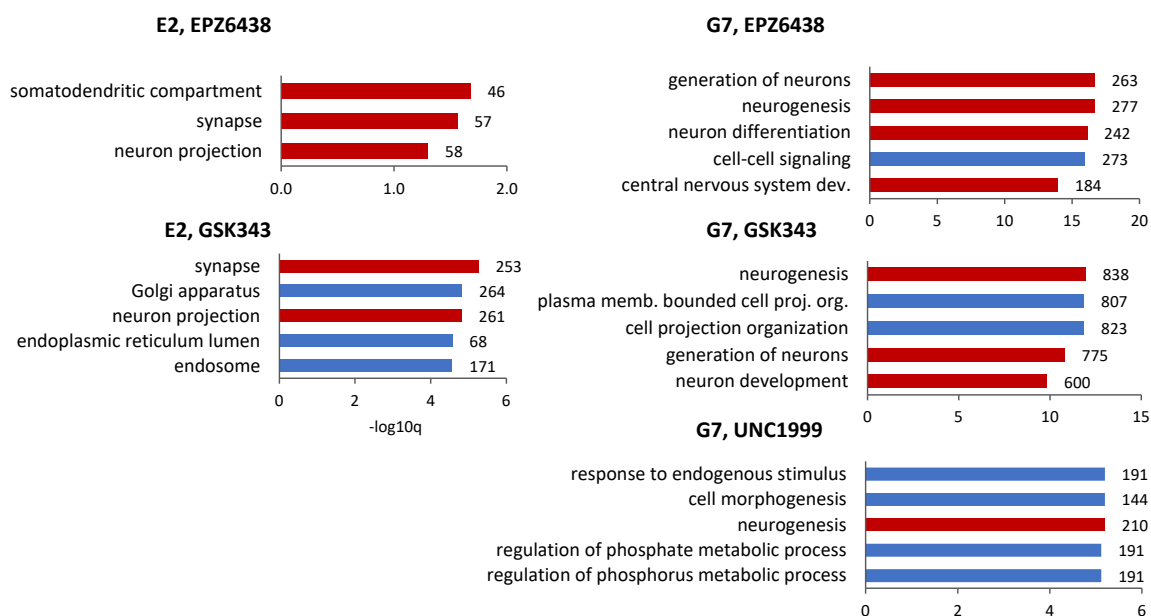 E2, EPZ6438
somatodendritic compartment 46
synapse 57
neuron projection 58
0.0 1.0 2.0
E2, GSK343
synapse 253
Golgi apparatus 264
neuron projection 261
endoplasmic reticulum lumen 68
endosome 171
0 2 4 6
-log10q
G7, EPZ6438
generation of neurons 263
neurogenesis 277
neuron differentiation 242
cell-cell signaling 273
central nervous system dev. 184
0 5 10 15 20
G7, GSK343
neurogenesis 838
plasma memb. bounded cell proj. org. 807
cell projection organization 823
generation of neurons 775
neuron development 600
0 5 10 15
G7, UNC1999
response to endogenous stimulus 191
cell morphogenesis 144
neurogenesis 210
regulation of phosphate metabolic process 191
regulation of phosphorus metabolic process 191
0 2 4 6